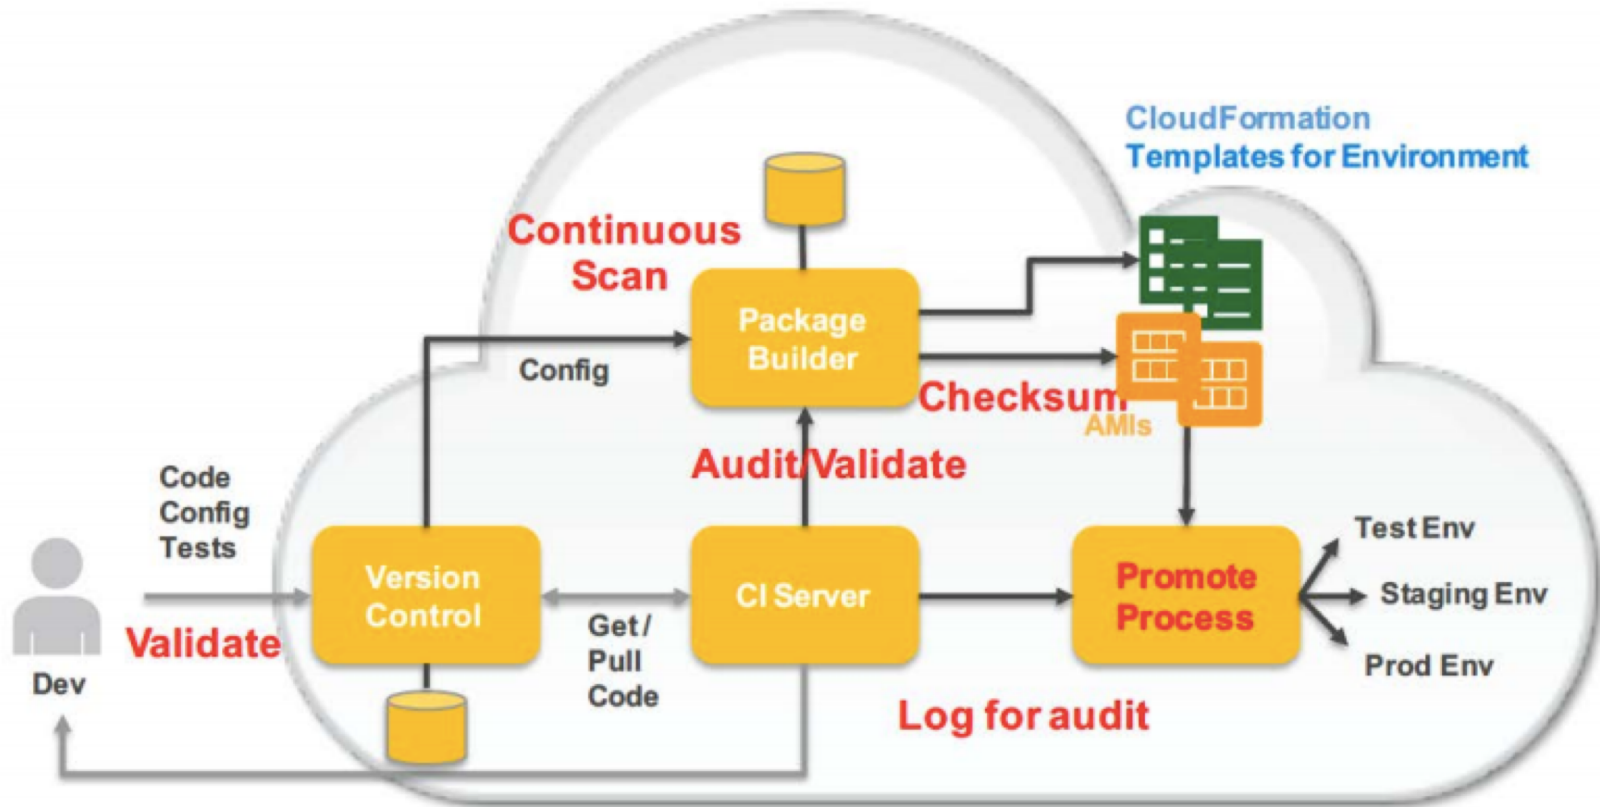 CloudFormation
Templates for Environment
Continuous
Scan
Package
Builder
Config
Checksum
AMIs
Audit/Validate
Code
Config
Tests
Version
Control
CI Server
Promote
Process
Test Env
Staging Env
Prod Env
Validate
Get /
Pull
Code
Dev
Log for audit